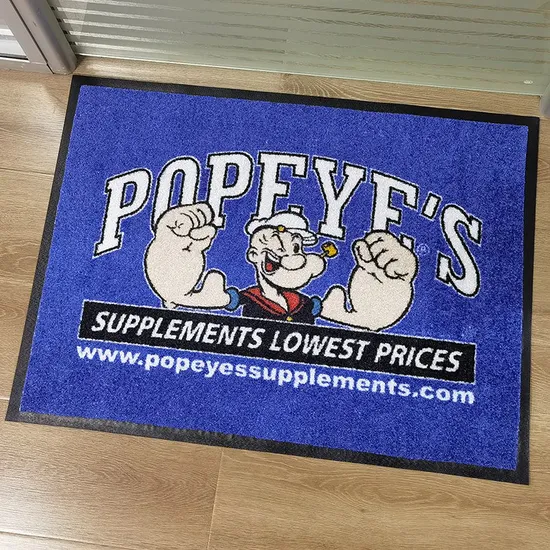 POPEYE'S®
SUPPLEMENTS LOWEST PRICES
www.popeyessupplements.com